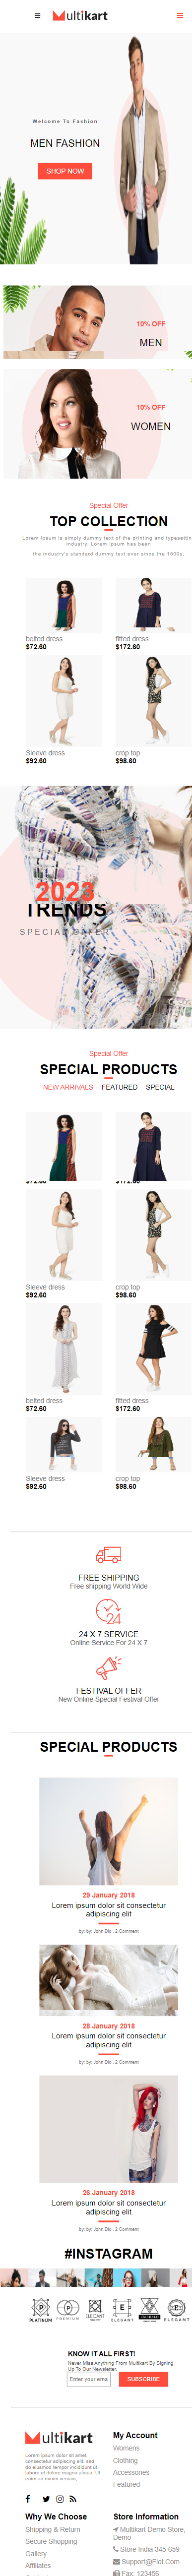 Multikart
Welcome To Fashion
MEN FASHION
SHOP NOW
10% OFF
MEN
10% OFF
WOMEN
Special Offer
TOP COLLECTION
Lorem Ipsum is simply dummy text of the printing and typesetting
industry. Lorem Ipsum has been
the industry's standard dummy text ever since the 1500s,
belted dress
$72.60
fitted dress
$172.60
Sleeve dress
$92.60
crop top
$98.60
2023
TRENDS
SPECIAL OFFER
Special Offer
SPECIAL PRODUCTS
NEW ARRIVALS FEATURED SPECIAL
$72.60
$172.60
Sleeve dress
$92.60
crop top
$98.60
belted dress
$72.60
fitted dress
$172.60
Sleeve dress
$92.60
crop top
$98.60
FREE SHIPPING
Free shipping World Wide
24
24 X 7 SERVICE
Online Service For 24 X 7
FESTIVAL OFFER
New Online Special Festival Offer
SPECIAL PRODUCTS
29 January 2018
Lorem ipsum dolor sit consectetur
adipiscing elit
by: by: John Dio , 2 Comment
28 January 2018
Lorem ipsum dolor sit consectetur
adipiscing elit
by: by: John Dio , 2 Comment
26 January 2018
Lorem ipsum dolor sit consectetur
adipiscing elit
by: by: John Dio , 2 Comment
#INSTAGRAM
PLATINUM
PREMIUM
ELEGANT
ELEGANT
ELEGANT
KNOW IT ALL FIRST!
Never Miss Anything From Multikart By Signing
Up To Our Newsletter.
Enter your ema
SUBSCRIBE
Multikart
Lorem ipsum dolor sit amet,
consectetur adipiscing elit, sed
do eiusmod tempor incididunt ut
labore et dolore magna aliqua. Ut
enim ad minim veniam,
My Account
Womens
Clothing
Accessories
Featured
Why We Choose
Shipping & Return
Secure Shopping
Gallery
Affiliates
Store Information
Multikart Demo Store,
Demo
Store India 345-659
Support@Fiot.Com
Fax: 123456